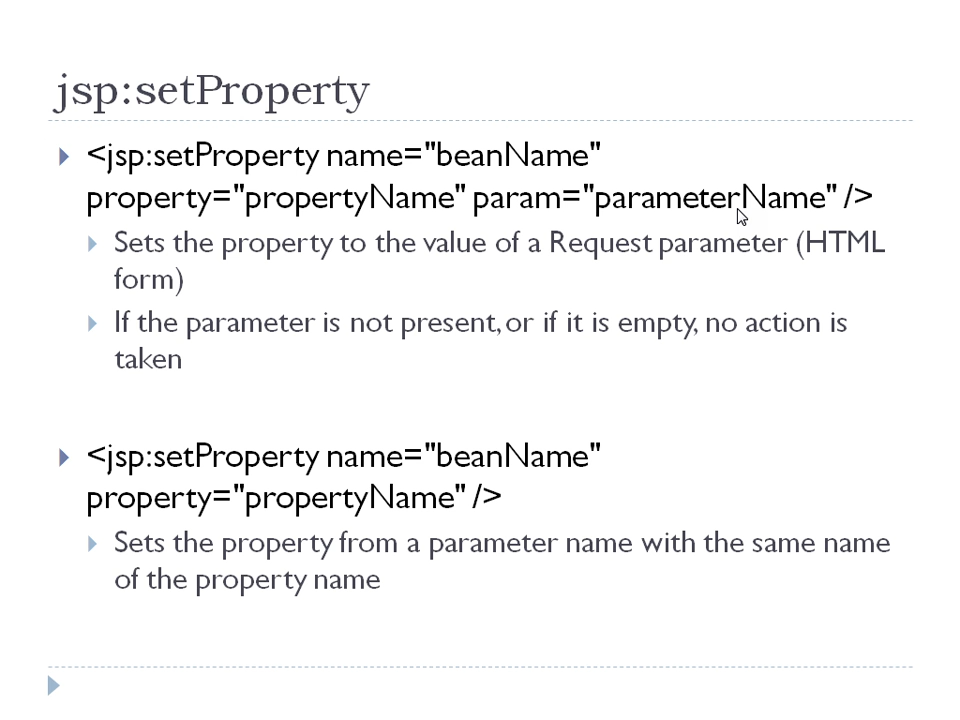 jsp:setProperty
<jsp:setProperty name="beanName"
property="propertyName" param="parameterName" />
Sets the property to the value of a Request parameter (HTML
form)
If the parameter is not present, or if it is empty, no action is
taken
<jsp:setProperty name="beanName"
property="propertyName" />
Sets the property from a parameter name with the same name
of the property name